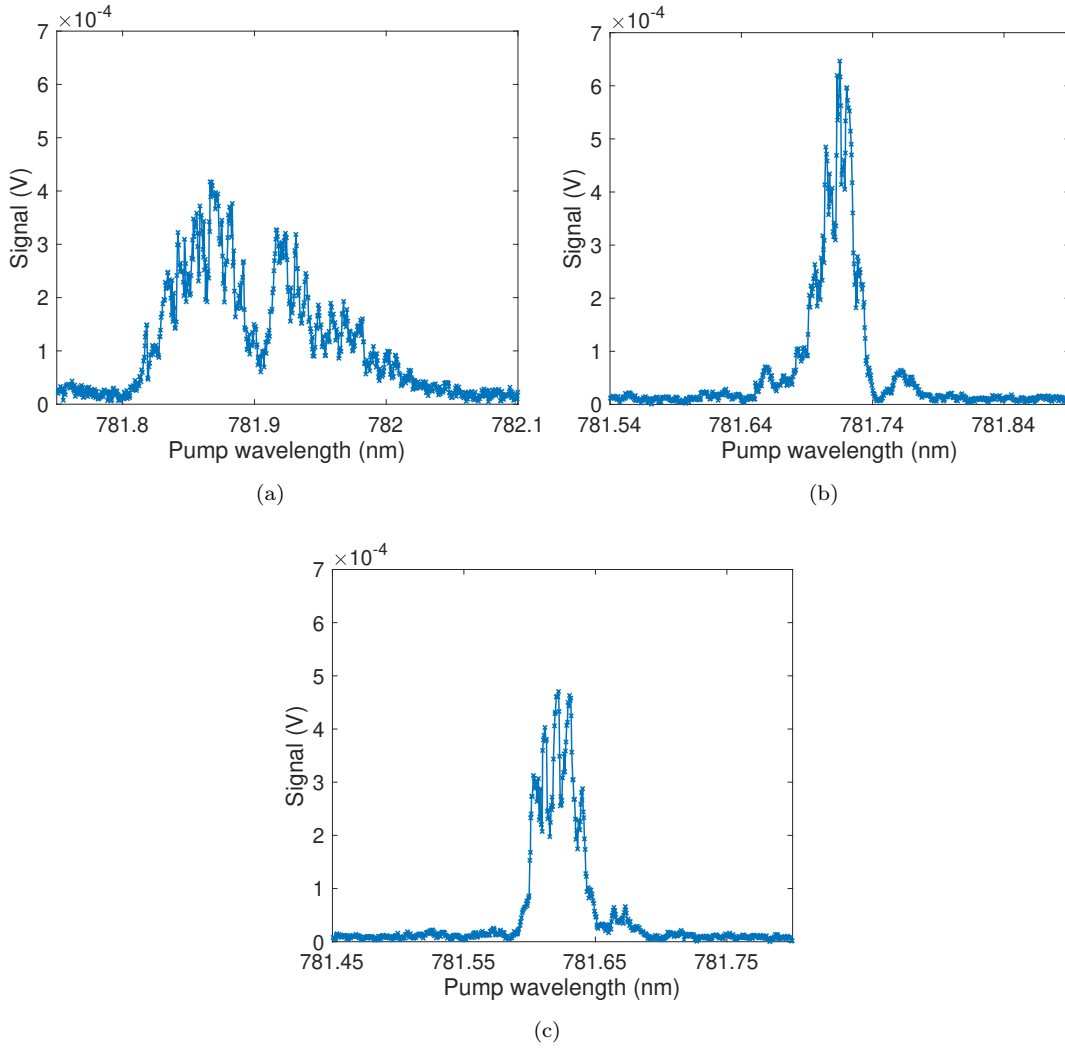 ×10⁻⁴
7
6
5
4
3
2
1
0
Signal (V)
781.8 781.9 782 782.1
Pump wavelength (nm)
(a)
×10⁻⁴
7
6
5
4
3
2
1
0
Signal (V)
781.54 781.64 781.74 781.84
Pump wavelength (nm)
(b)
×10⁻⁴
7
6
5
4
3
2
1
0
Signal (V)
781.45 781.55 781.65 781.75
Pump wavelength (nm)
(c)